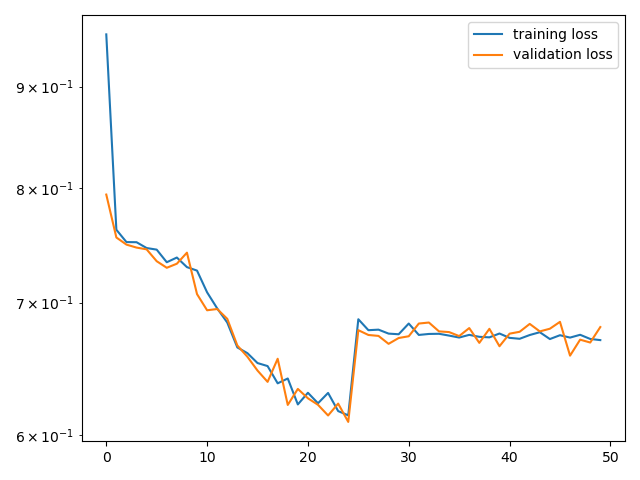 training loss
validation loss
9 × 10⁻¹
8 × 10⁻¹
7 × 10⁻¹
6 × 10⁻¹
0 10 20 30 40 50